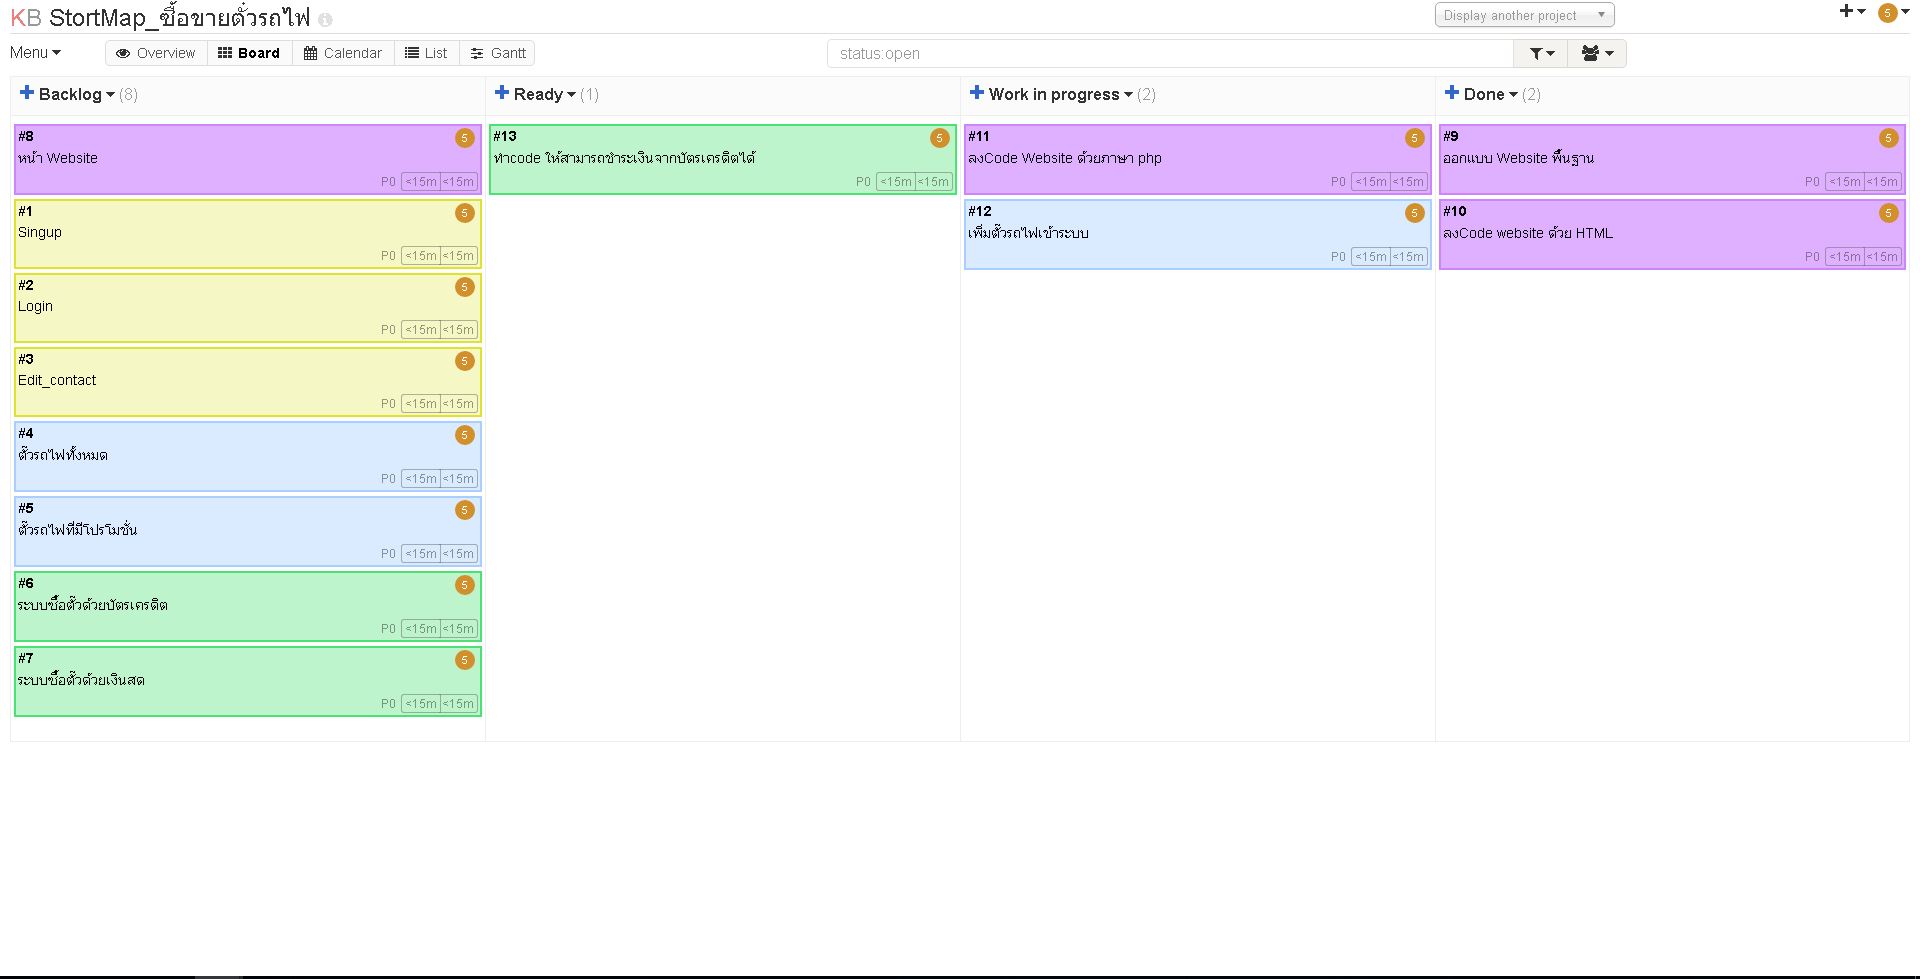 KB StortMap_ซื้อขายตั๋วรถไฟ
Display another project
5
Menu
Overview
Board
Calendar
List
Gantt
status:open
Backlog (8)
#8 5
หน้า Website
P0 <15m <15m
#1 5
Singup
P0 <15m <15m
#2 5
Login
P0 <15m <15m
#3 5
Edit_contact
P0 <15m <15m
#4 5
ตั๊วรถไฟทั้งหมด
P0 <15m <15m
#5 5
ตั๊วรถไฟที่มีโปรโมชั่น
P0 <15m <15m
#6 5
ระบบซื้อตั๊วด้วยบัตรเครดิต
P0 <15m <15m
#7 5
ระบบซื้อตั๊วด้วยเงินสด
P0 <15m <15m
Ready (1)
#13 5
ทำcode ให้สามารถชำระเงินจากบัตรเครดิตได้
P0 <15m <15m
Work in progress (2)
#11 5
ลงCode Website ด้วยภาษา php
P0 <15m <15m
#12 5
เพิ่มตั๊วรถไฟเข้าระบบ
P0 <15m <15m
Done (2)
#9 5
ออกแบบ Website พื้นฐาน
P0 <15m <15m
#10 5
ลงCode website ด้วย HTML
P0 <15m <15m